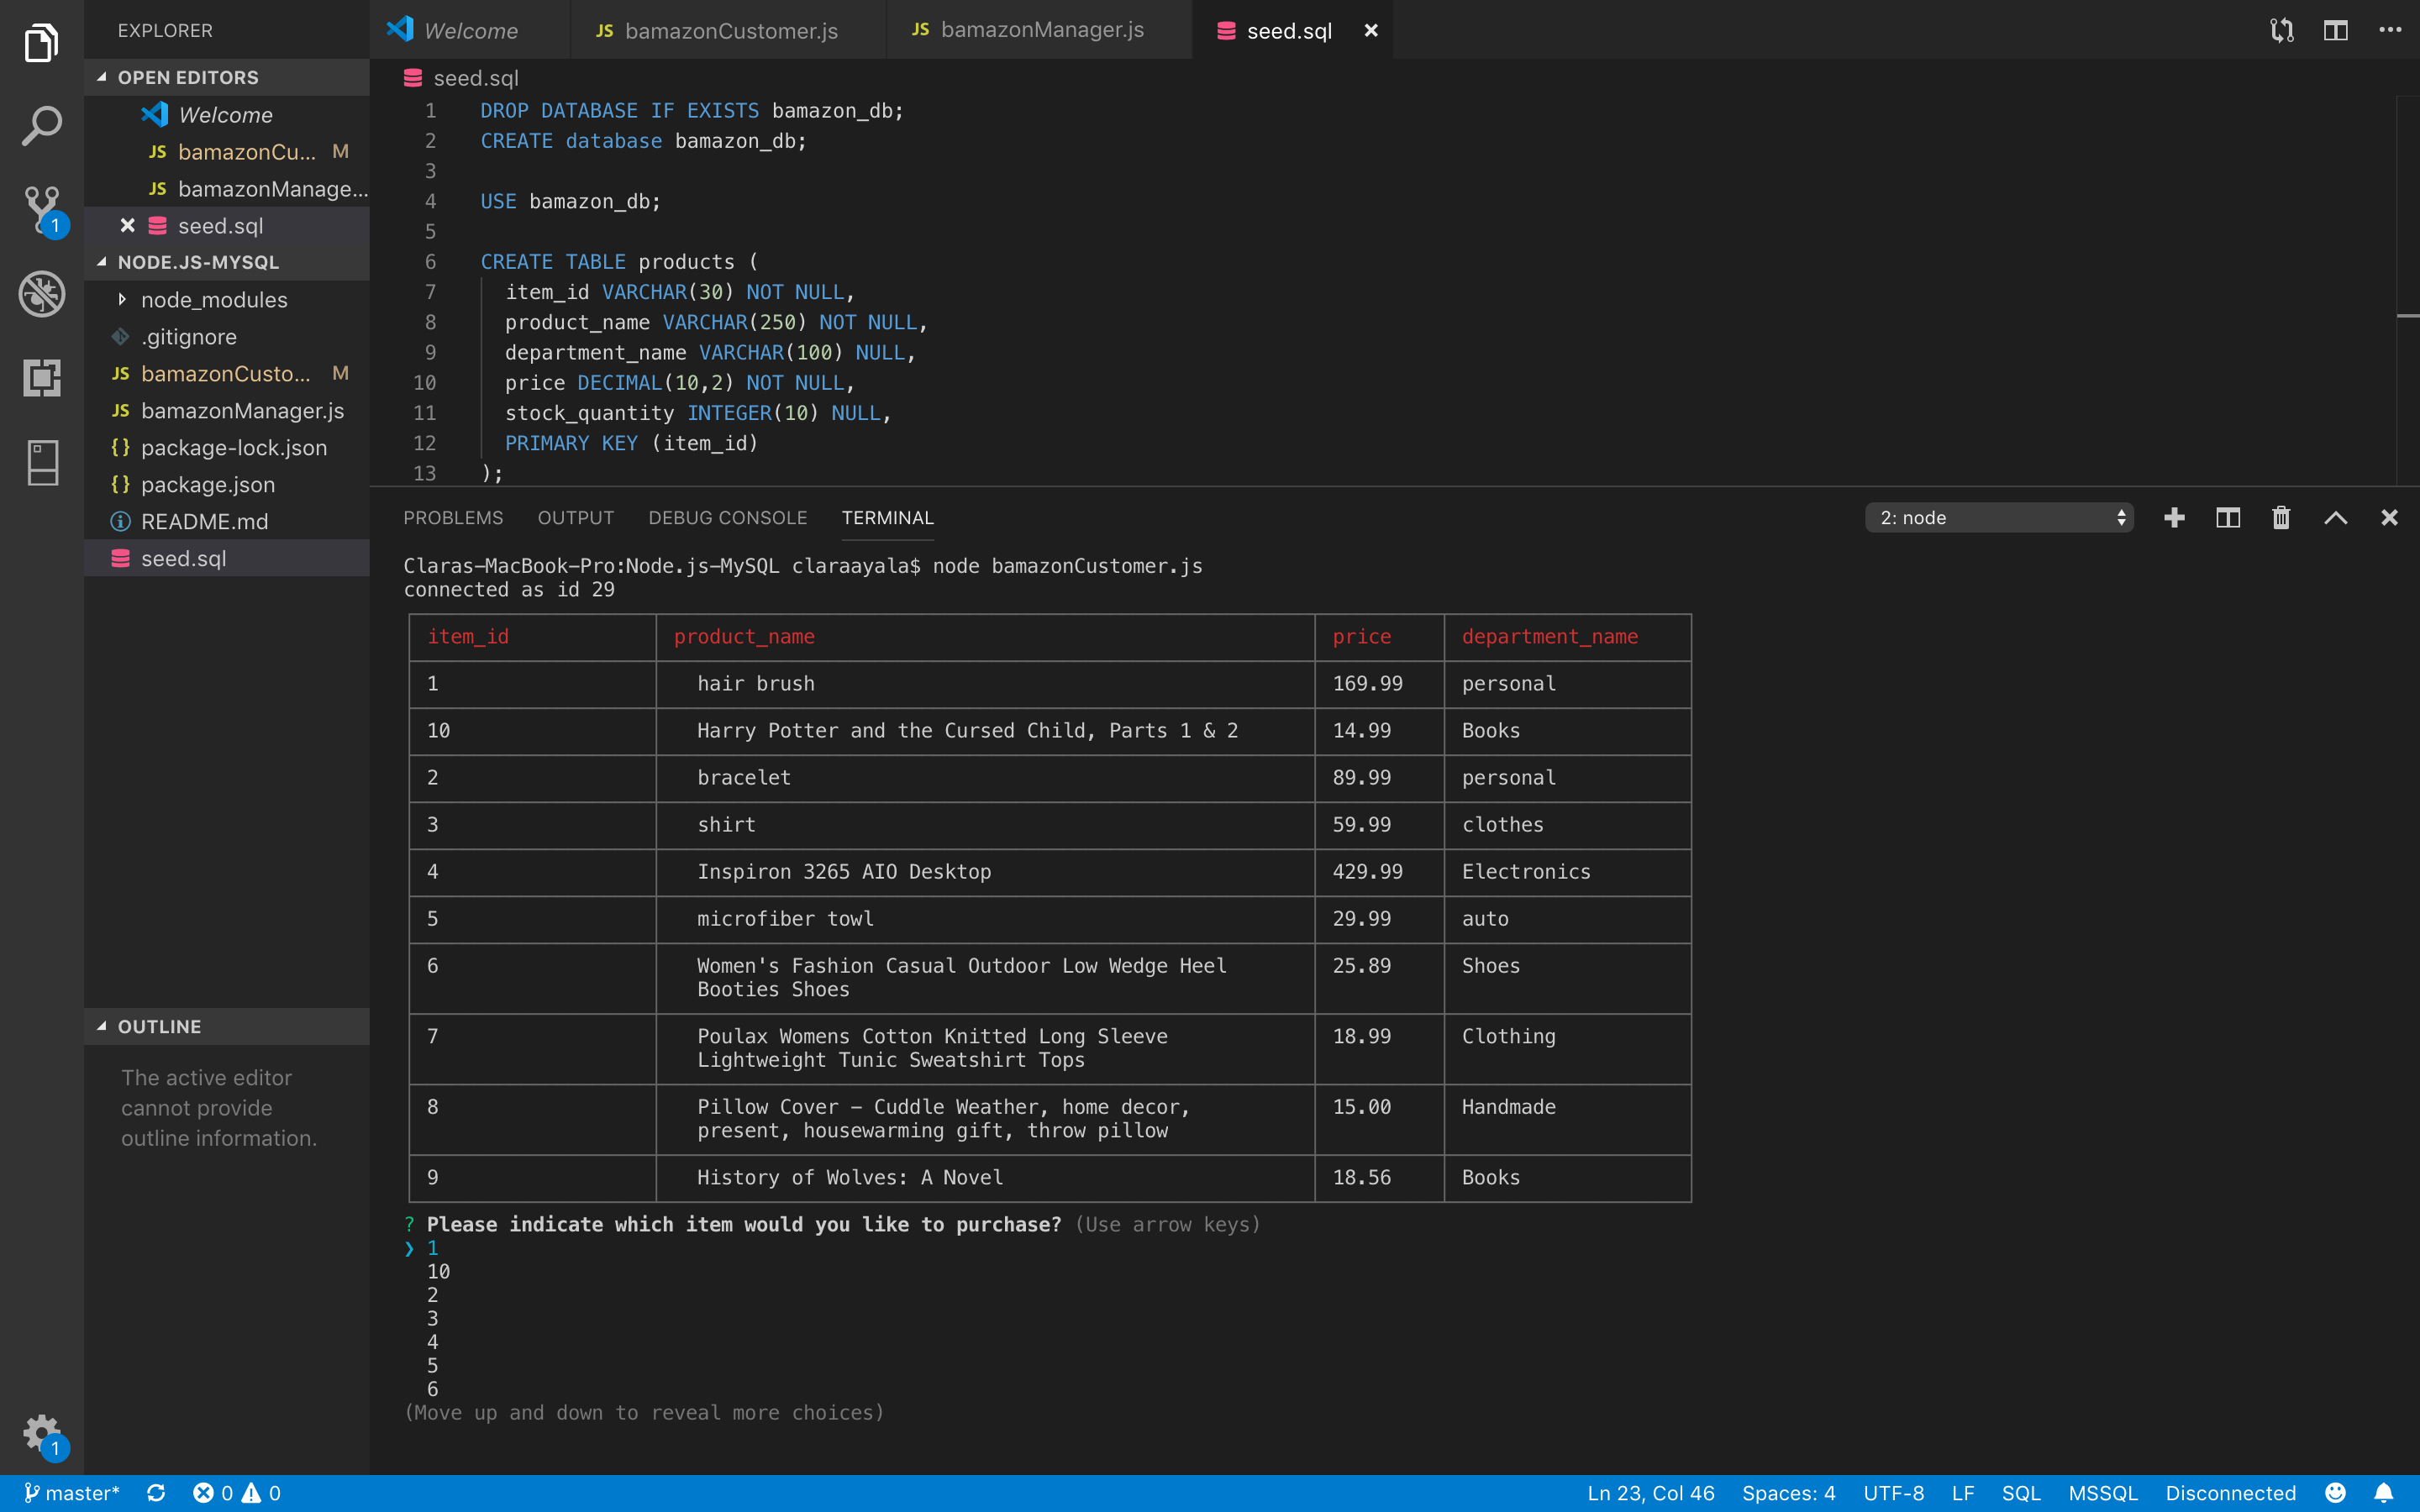 EXPLORER
OPEN EDITORS
Welcome
JS bamazonCu... M
JS bamazonManage...
seed.sql
NODE.JS-MYSQL
node_modules
.gitignore
JS bamazonCusto... M
JS bamazonManager.js
{} package-lock.json
{} package.json
README.md
seed.sql
OUTLINE
The active editor
cannot provide
outline information.
1
1
Welcome JS bamazonCustomer.js JS bamazonManager.js seed.sql
seed.sql
1 DROP DATABASE IF EXISTS bamazon_db;
2 CREATE database bamazon_db;
3
4 USE bamazon_db;
5
6 CREATE TABLE products (
7 item_id VARCHAR(30) NOT NULL,
8 product_name VARCHAR(250) NOT NULL,
9 department_name VARCHAR(100) NULL,
10 price DECIMAL(10,2) NOT NULL,
11 stock_quantity INTEGER(10) NULL,
12 PRIMARY KEY (item_id)
13 );
PROBLEMS OUTPUT DEBUG CONSOLE TERMINAL 2: node
Claras-MacBook-Pro:Node.js-MySQL claraayala$ node bamazonCustomer.js
connected as id 29
item_id product_name price department_name
1 hair brush 169.99 personal
10 Harry Potter and the Cursed Child, Parts 1 & 2 14.99 Books
2 bracelet 89.99 personal
3 shirt 59.99 clothes
4 Inspiron 3265 AIO Desktop 429.99 Electronics
5 microfiber towl 29.99 auto
6 Women's Fashion Casual Outdoor Low Wedge Heel 25.89 Shoes
Booties Shoes
7 Poulax Womens Cotton Knitted Long Sleeve 18.99 Clothing
Lightweight Tunic Sweatshirt Tops
8 Pillow Cover – Cuddle Weather, home decor, 15.00 Handmade
present, housewarming gift, throw pillow
9 History of Wolves: A Novel 18.56 Books
? Please indicate which item would you like to purchase? (Use arrow keys)
❯ 1
10
2
3
4
5
6
(Move up and down to reveal more choices)
master* 0 0 Ln 23, Col 46 Spaces: 4 UTF-8 LF SQL MSSQL Disconnected